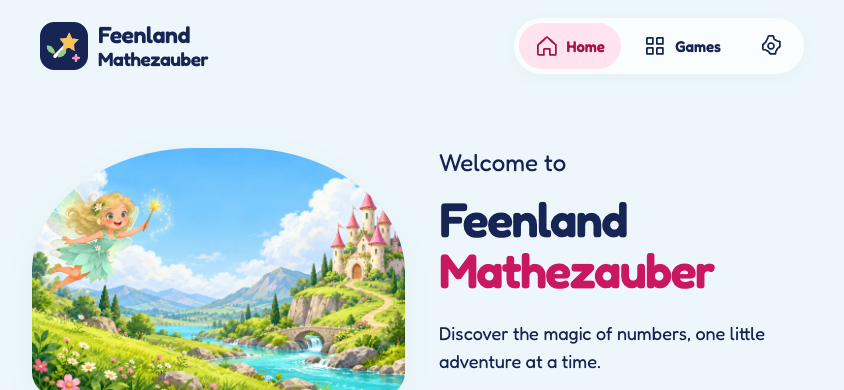 Feenland
Mathezauber
Home
Games
Welcome to
Feenland
Mathezauber
Discover the magic of numbers, one little
adventure at a time.